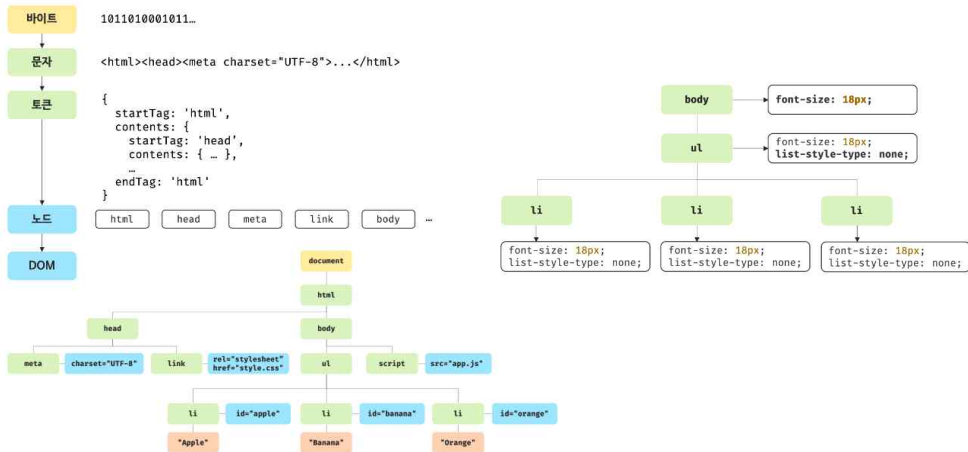 바이트
1011010001011…
문자
<html><head><meta charset="UTF-8">...</html>
토큰
{
startTag: 'html',
contents: {
startTag: 'head',
contents: { … },
…
endTag: 'html'
}
노드
html head meta link body …
DOM
document
html
head body
meta charset="UTF-8" link rel="stylesheet"
href="style.css"
ul script src="app.js"
li id="apple" li id="banana" li id="orange"
"Apple" "Banana" "Orange"
body font-size: 18px;
ul font-size: 18px;
list-style-type: none;
li li li
font-size: 18px;
list-style-type: none;
font-size: 18px;
list-style-type: none;
font-size: 18px;
list-style-type: none;